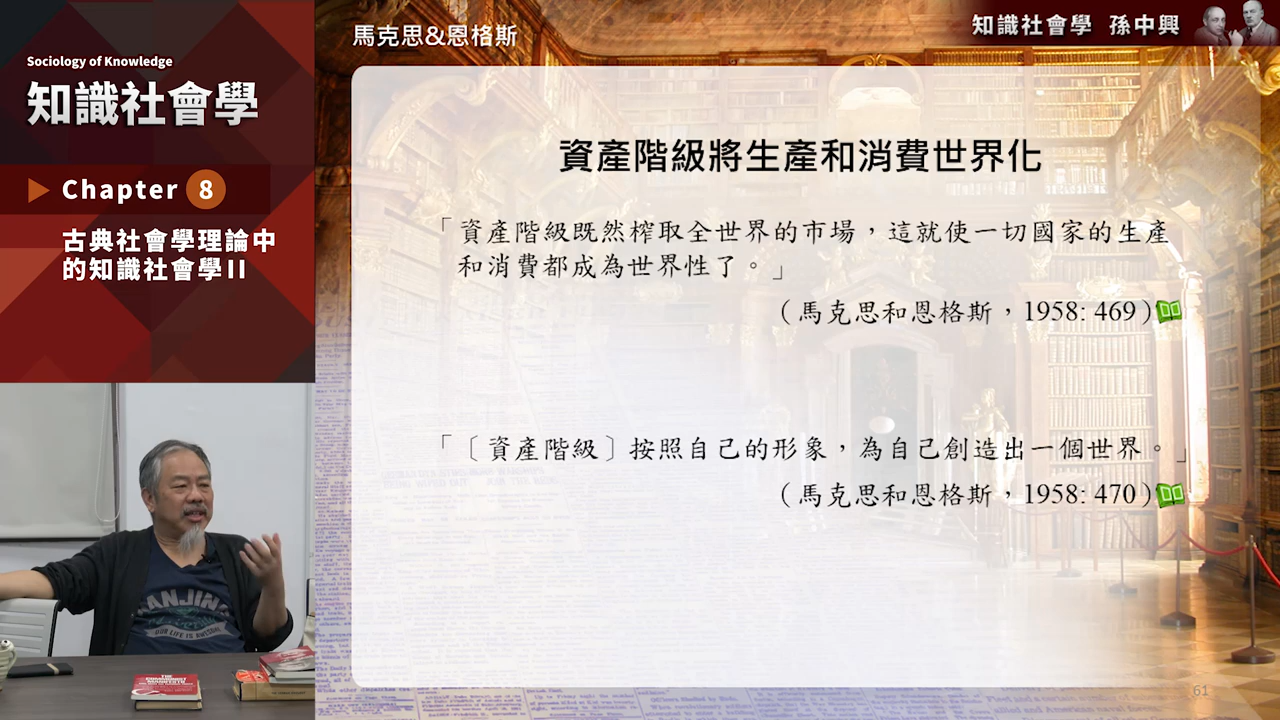 Sociology of Knowledge
知識社會學
Chapter 8
古典社會學理論中
的知識社會學II
馬克思&恩格斯
知識社會學 孫中興
資產階級將生產和消費世界化
「資產階級既然榨取全世界的市場，這就使一切國家的生產
和消費都成為世界性了。」
（馬克思和恩格斯，1958: 469）
「〔資產階級〕按照自己的形象，為自己創造出一個世界。」
（馬克思和恩格斯，1958: 470）
61